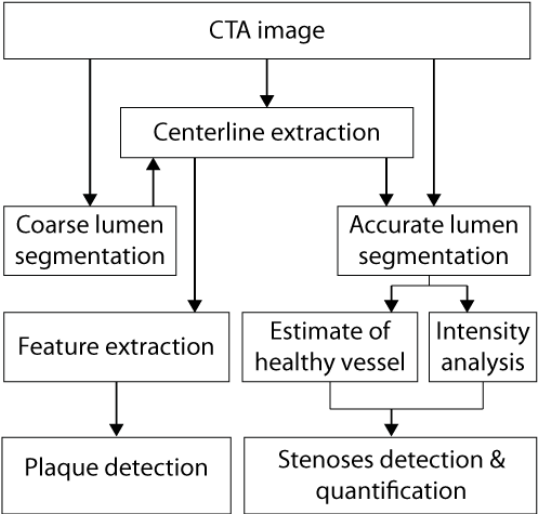 CTA image
Centerline extraction
Coarse lumen
segmentation
Accurate lumen
segmentation
Feature extraction
Estimate of
healthy vessel
Intensity
analysis
Plaque detection
Stenoses detection &
quantification